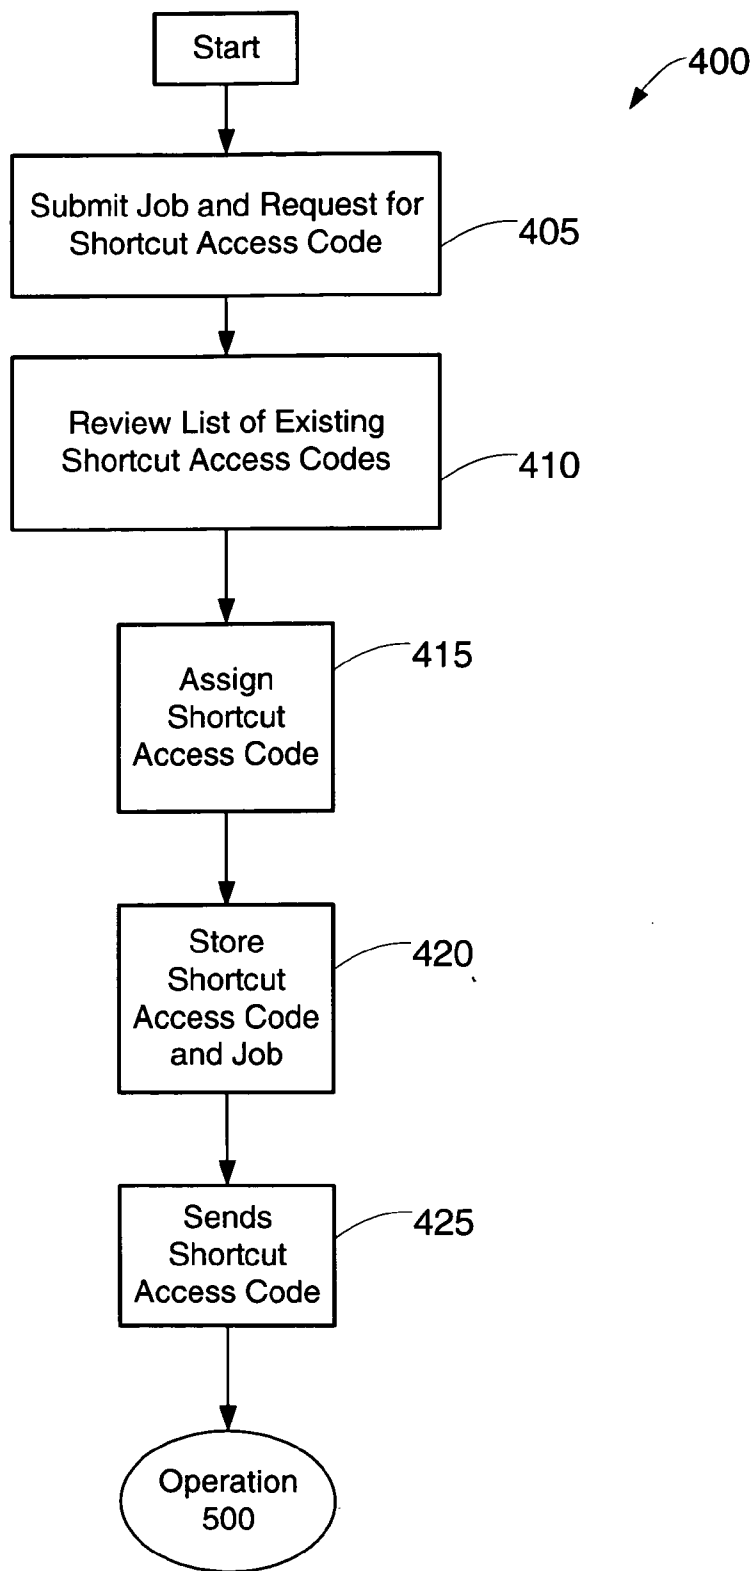 Start
400
Submit Job and Request for
Shortcut Access Code
405
Review List of Existing
Shortcut Access Codes
410
Assign
Shortcut
Access Code
415
Store
Shortcut
Access Code
and Job
420
Sends
Shortcut
Access Code
425
Operation
500